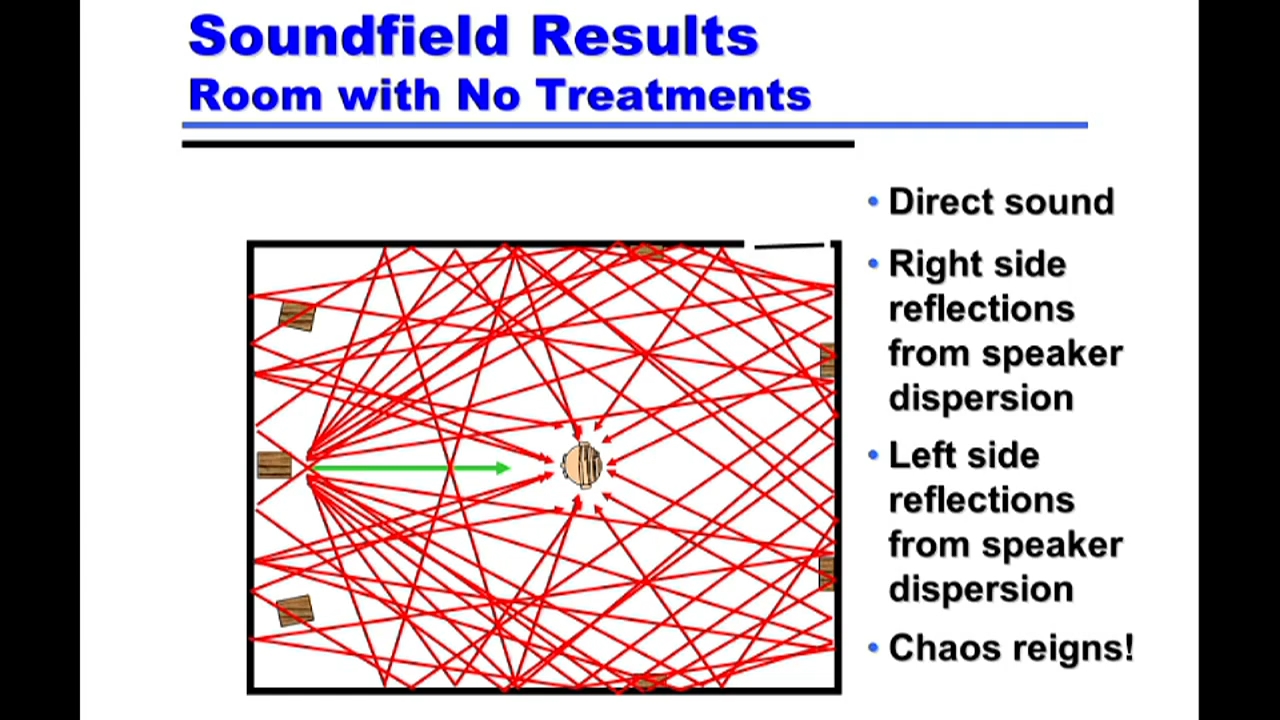 Soundfield Results
Room with No Treatments
• Direct sound
• Right side
reflections
from speaker
dispersion
• Left side
reflections
from speaker
dispersion
• Chaos reigns!